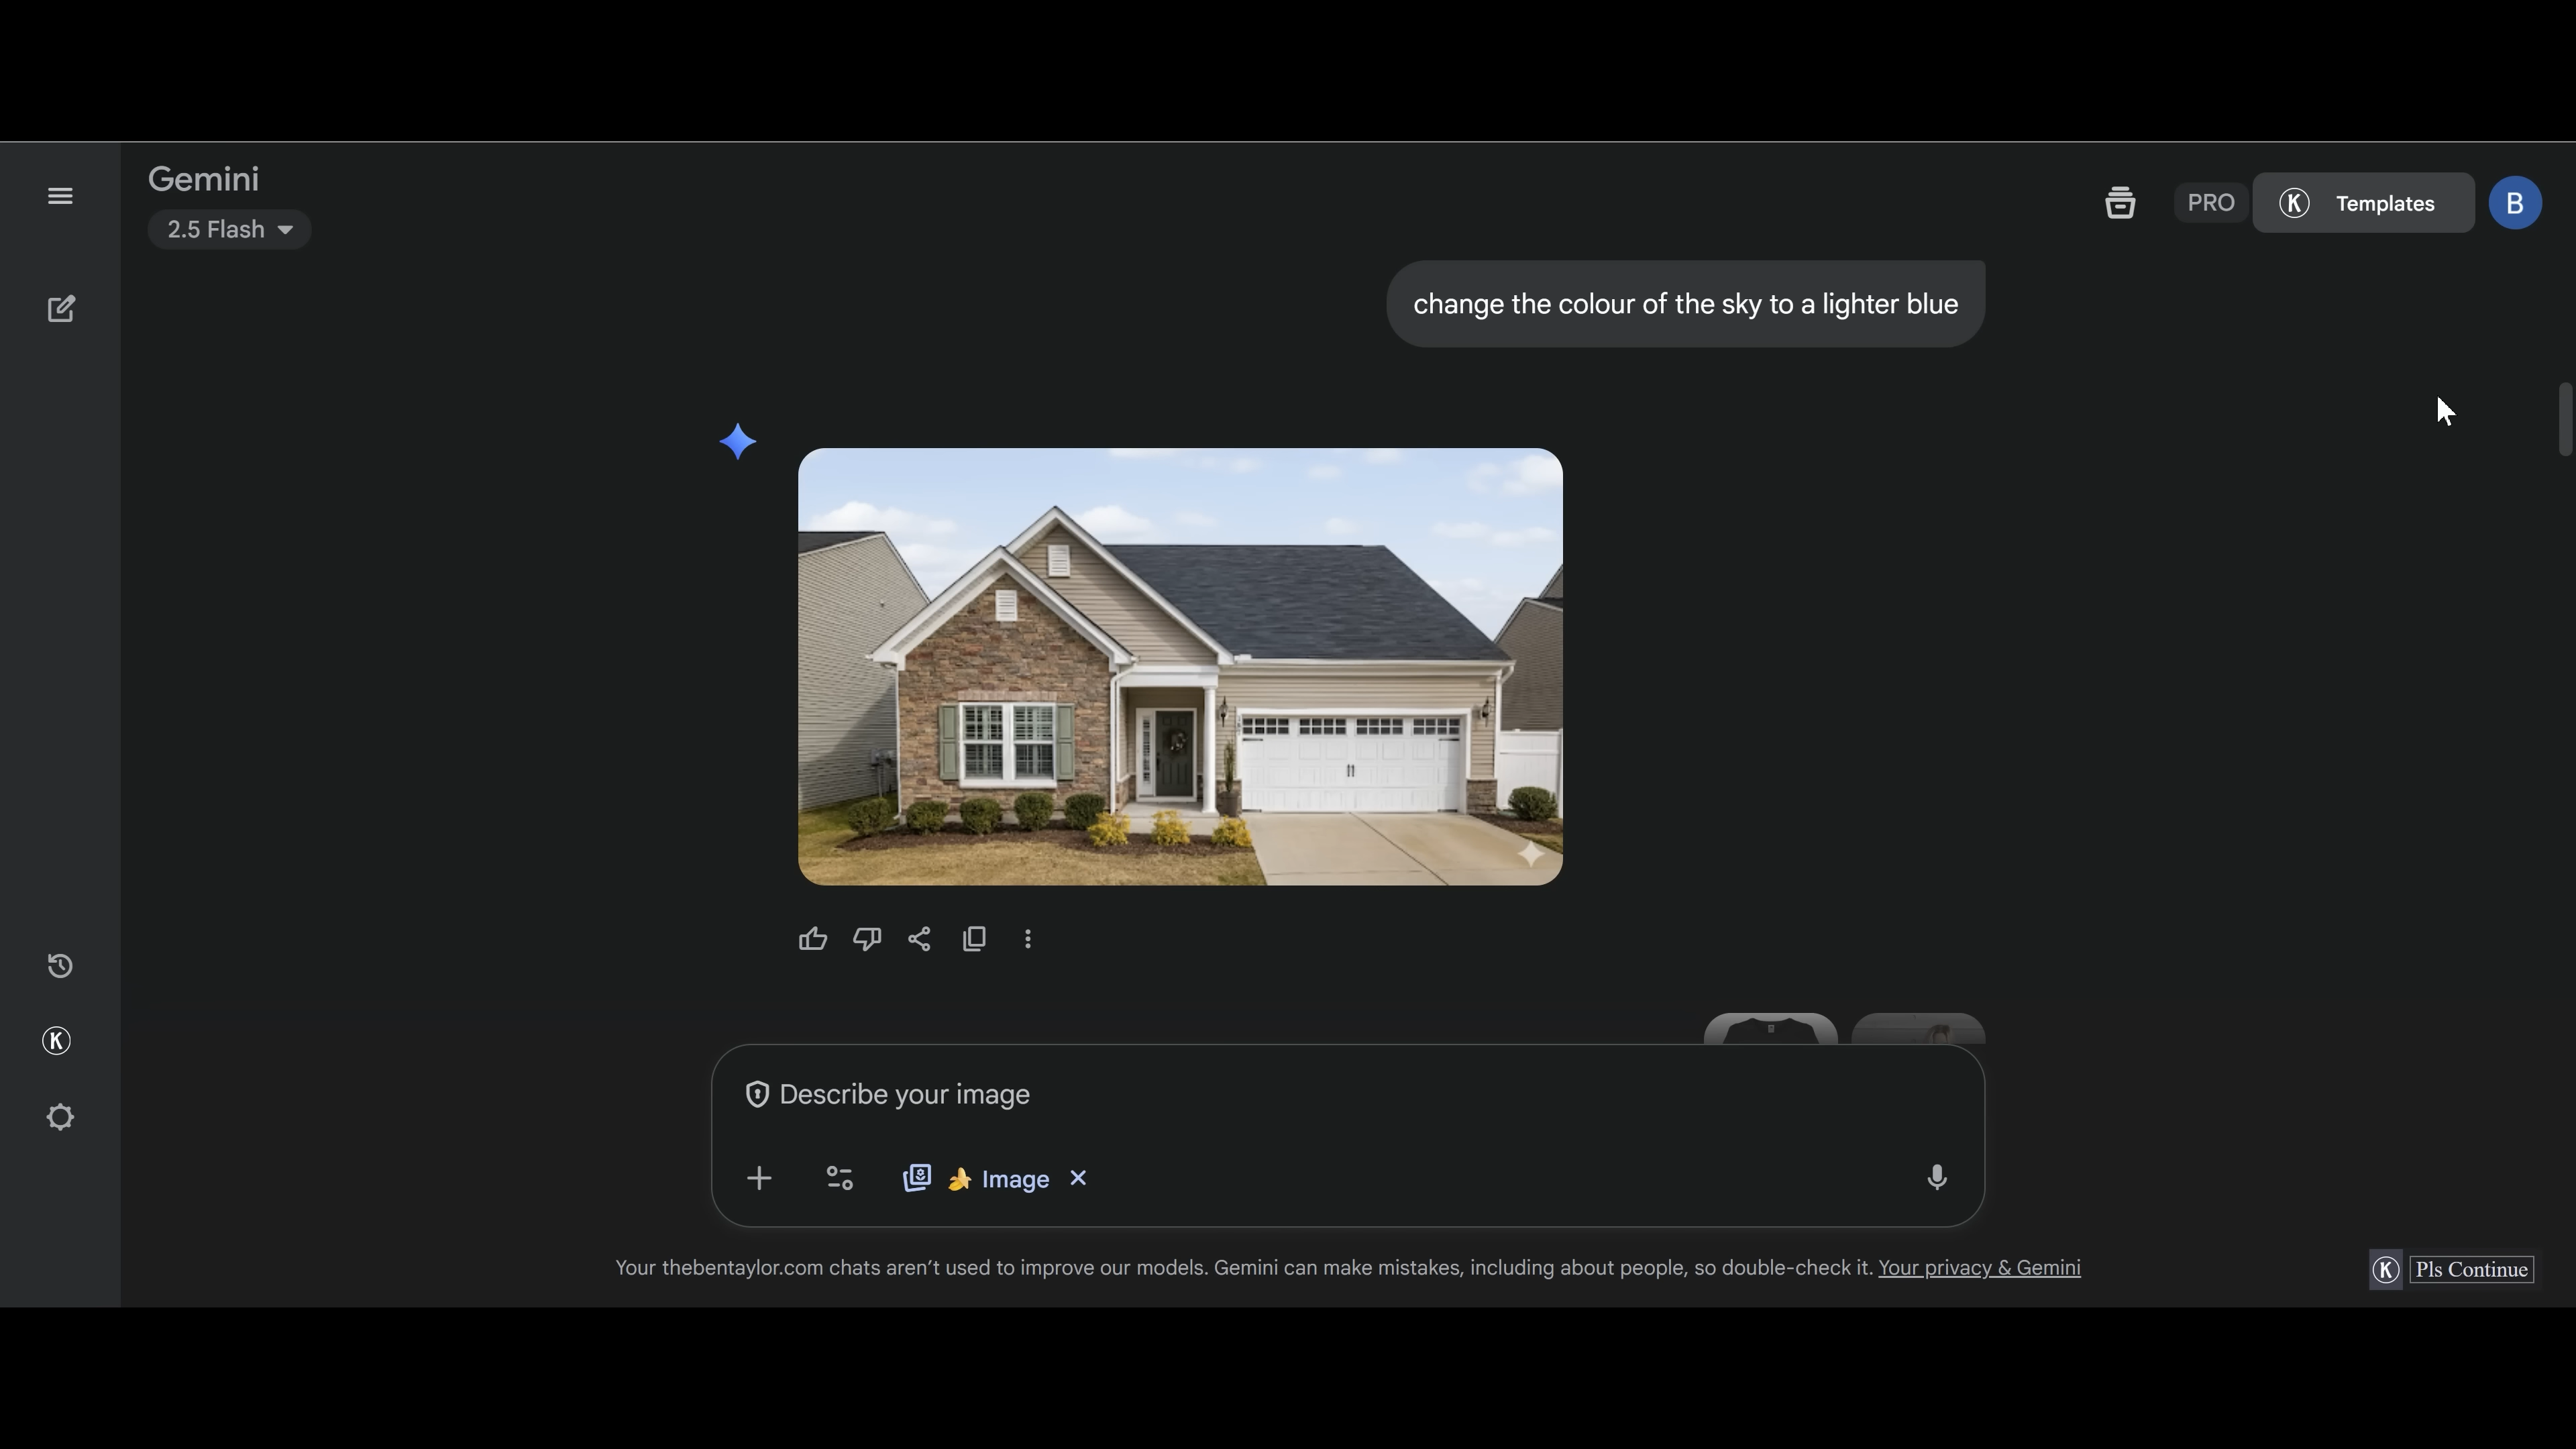 Gemini
2.5 Flash
PRO
K Templates
B
change the colour of the sky to a lighter blue
K
Describe your image
Image
Your thebentaylor.com chats aren't used to improve our models. Gemini can make mistakes, including about people, so double-check it. Your privacy & Gemini
K Pls Continue